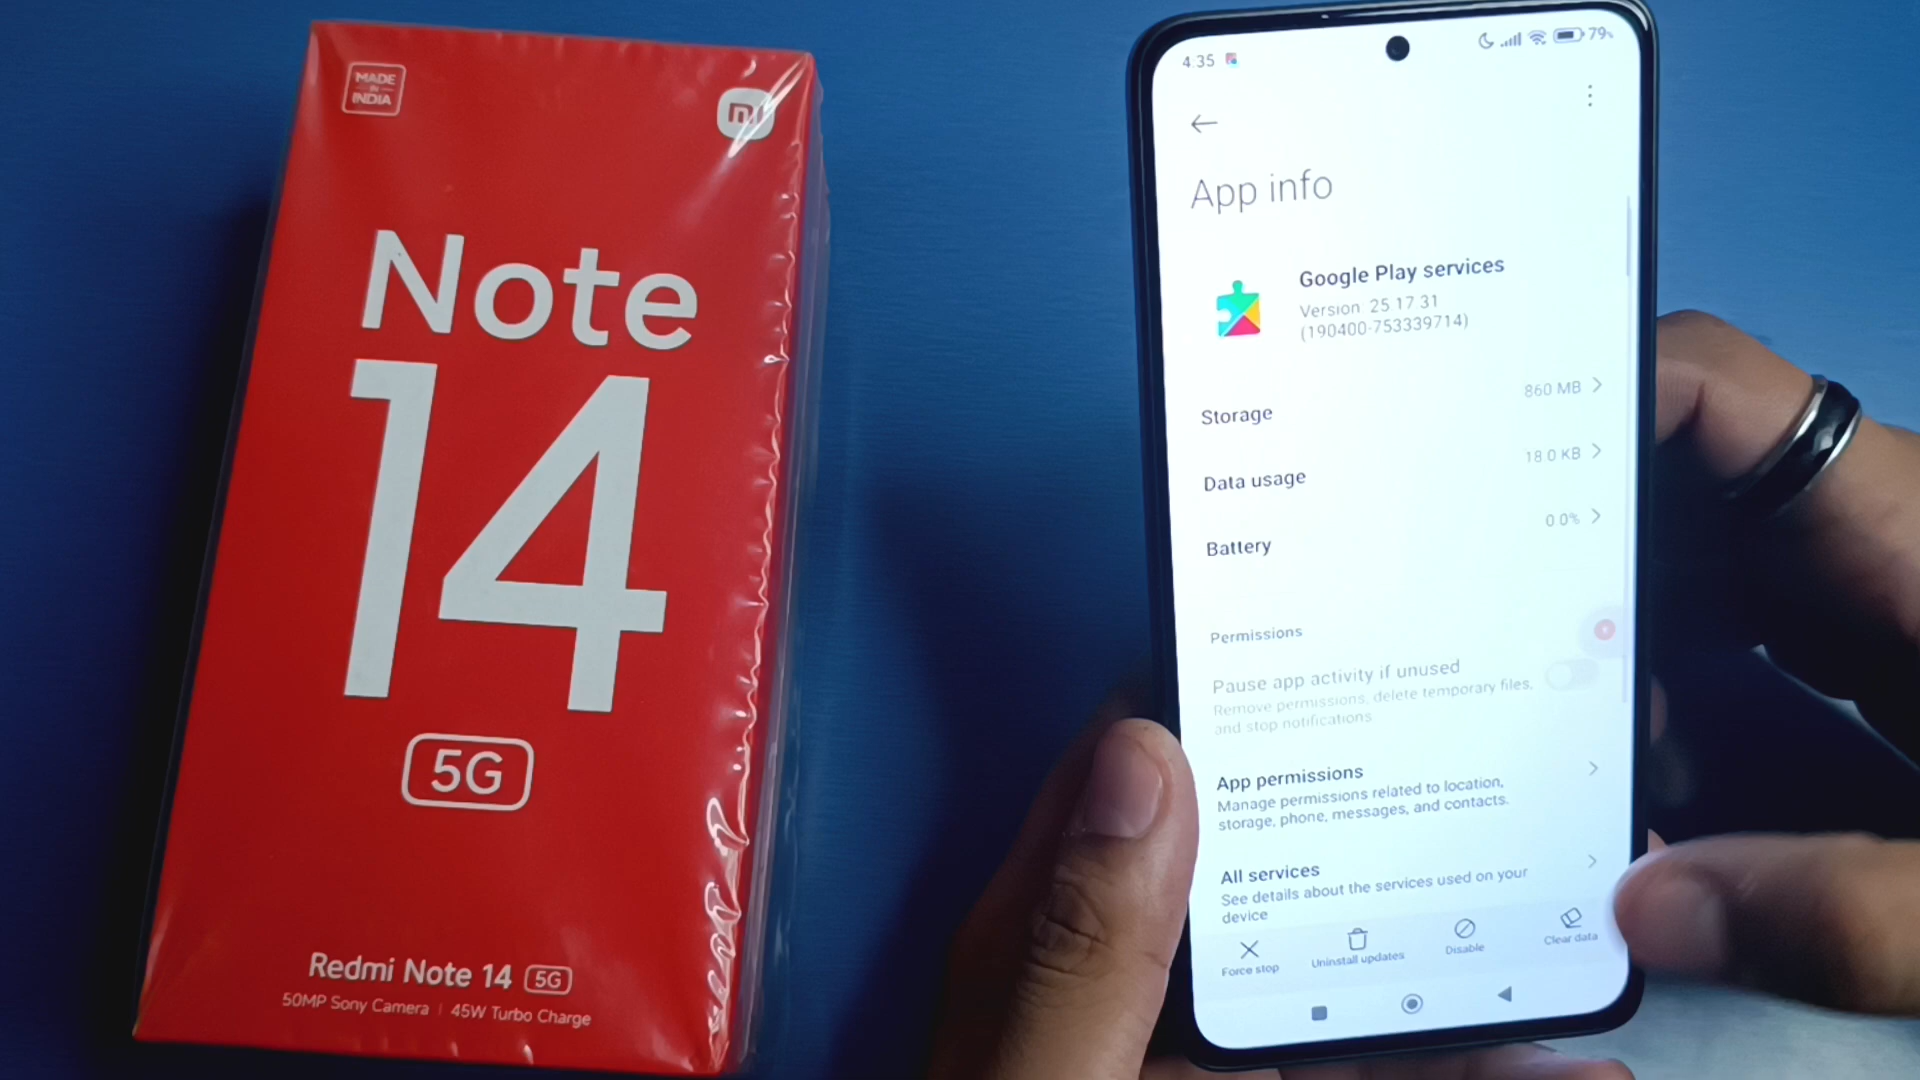 MADE
IN
INDIA
Note
14
5G
Redmi Note 14 5G
50MP Sony Camera | 45W Turbo Charge
4:35
79%
App info
Google Play services
Version 25.17.31
(190400-753339714)
Storage
860 MB
Data usage
18.0 KB
Battery
0.0%
Permissions
Pause app activity if unused
Remove permissions, delete temporary files,
and stop notifications
App permissions
Manage permissions related to location,
storage, phone, messages, and contacts.
All services
See details about the services used on your
device
Force stop
Uninstall updates
Disable
Clear data